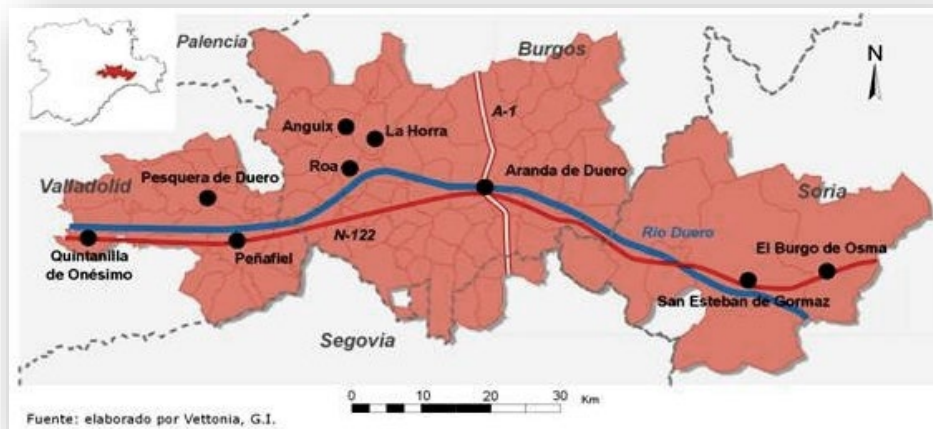 Palencia
Burgos
N
A-1
Anguix
La Horra
Roa
Aranda de Duero
Pesquera de Duero
Valladolid
Soria
N-122
Río Duero
El Burgo de Osma
Quintanilla
de Onésimo
Peñafiel
San Esteban de Gormaz
Segovia
0 10 20 30
Km
Fuente: elaborado por Vettonia, G.I.